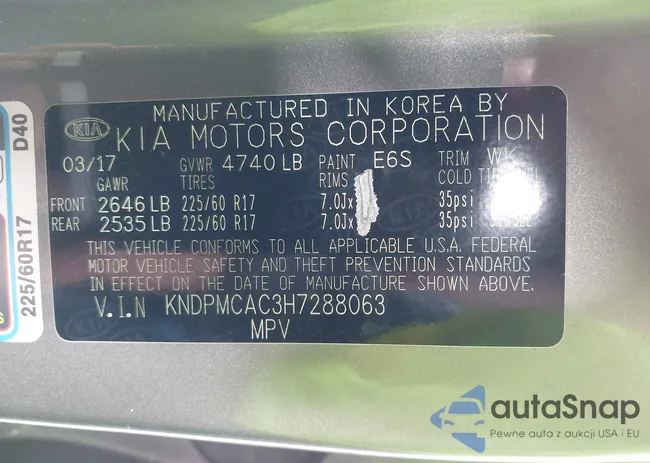 MANUFACTURED IN KOREA BY
KIA KIA MOTORS CORPORATION
03/17 GVWR 4740 LB PAINT E6S TRIM WK
GAWR TIRES RIMS COLD
FRONT 2646 LB 225/60 R17 7.0Jx 35psi
REAR 2535 LB 225/60 R17 7.0Jx 35psi
THIS VEHICLE CONFORMS TO ALL APPLICABLE U.S.A. FEDERAL
MOTOR VEHICLE SAFETY AND THEFT PREVENTION STANDARDS
IN EFFECT ON THE DATE OF MANUFACTURE SHOWN ABOVE.
V.I.N KNDPMCAC3H7288063
MPV
225/60R17 D40
autaSnap
Pewne auta z aukcji USA i EU